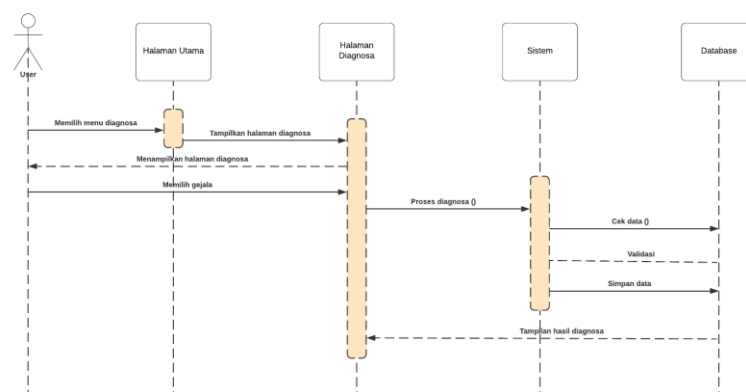 Halaman Utama
Halaman
Diagnosa
Sistem
Database
User
Memilih menu diagnosa
Tampilkan halaman diagnosa
Menampilkan halaman diagnosa
Memilih gejala
Proses diagnosa ()
Cek data ()
Validasi
Simpan data
Tampilan hasil diagnosa